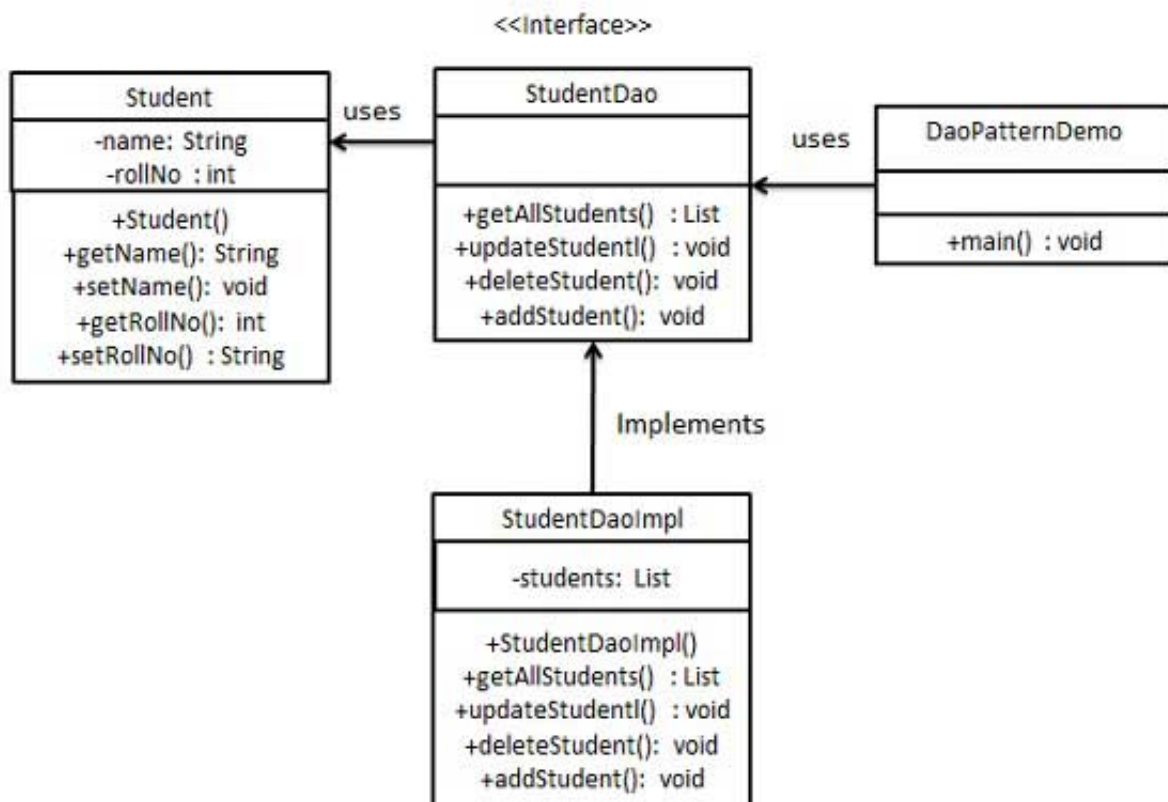 <<Interface>>
Student
-name: String
-rollNo : int
+Student()
+getName(): String
+setName(): void
+getRollNo(): int
+setRollNo() : String
uses
StudentDao
+getAllStudents() : List
+updateStudentl() : void
+deleteStudent(): void
+addStudent(): void
uses
DaoPatternDemo
+main() : void
Implements
StudentDaoImpl
-students: List
+StudentDaoImpl()
+getAllStudents() : List
+updateStudentl() : void
+deleteStudent(): void
+addStudent(): void